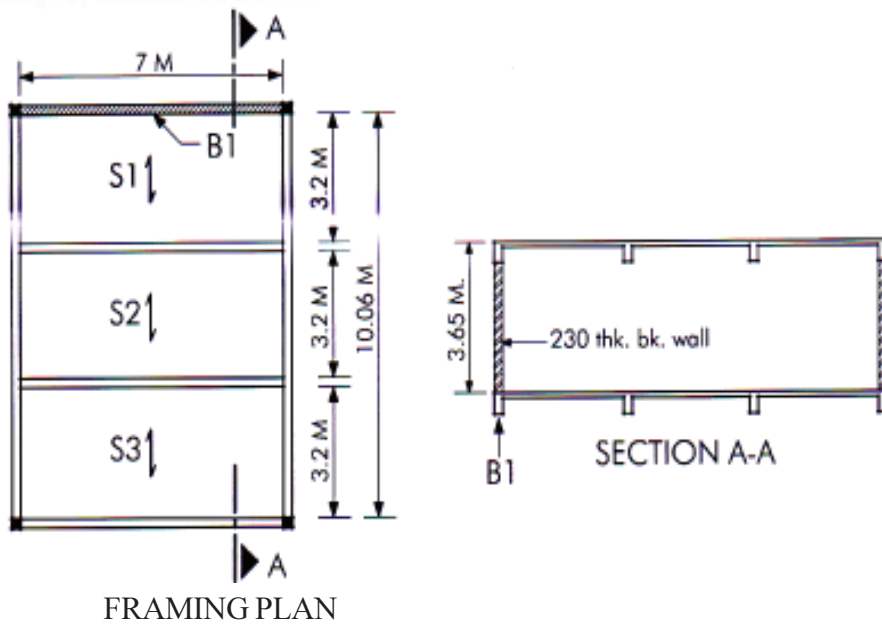 A
7 M
B1
S1
3.2 M
S2
3.2 M
10.06 M
S3
3.2 M
A
FRAMING PLAN
3.65 M.
230 thk. bk. wall
B1
SECTION A-A